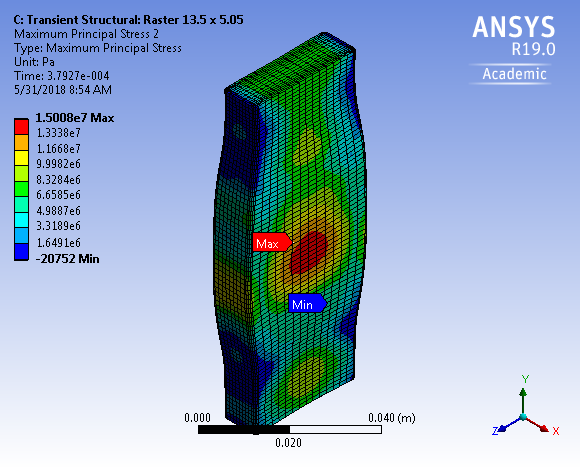 C: Transient Structural: Raster 13.5 x 5.05
Maximum Principal Stress 2
Type: Maximum Principal Stress
Unit: Pa
Time: 3.7927e-004
5/31/2018 8:54 AM
ANSYS
R19.0
Academic
1.5008e7 Max
1.3338e7
1.1667e7
9.9982e6
8.3284e6
6.6585e6
4.9887e6
3.3189e6
1.6491e6
-20752 Min
Max
Min
0.000
0.040 (m)
0.020
Y
Z
X